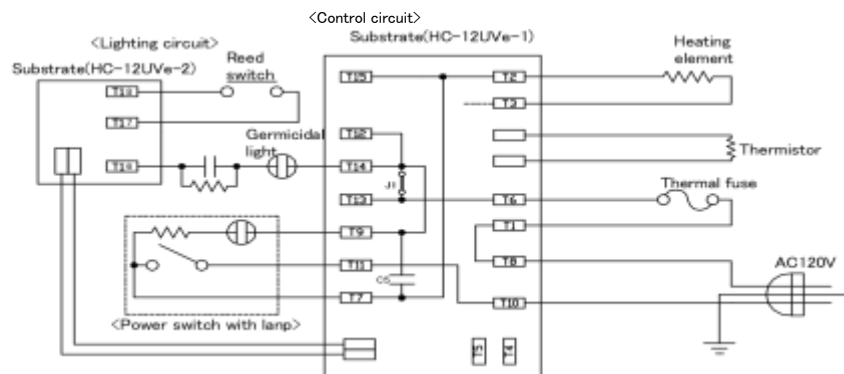 <Control circuit>
<Lighting circuit>
Substrate(HC-12UVe-1)
Substrate(HC-12UVe-2)
Reed
switch
Heating
element
T18
T17
T16
Germicidal
light
T15
T12
T14
J1
T13
T9
T11
C5
T7
T2
T3
T6
T1
T8
T10
T5
T4
Thermistor
Thermal fuse
AC120V
<Power switch with lanp>